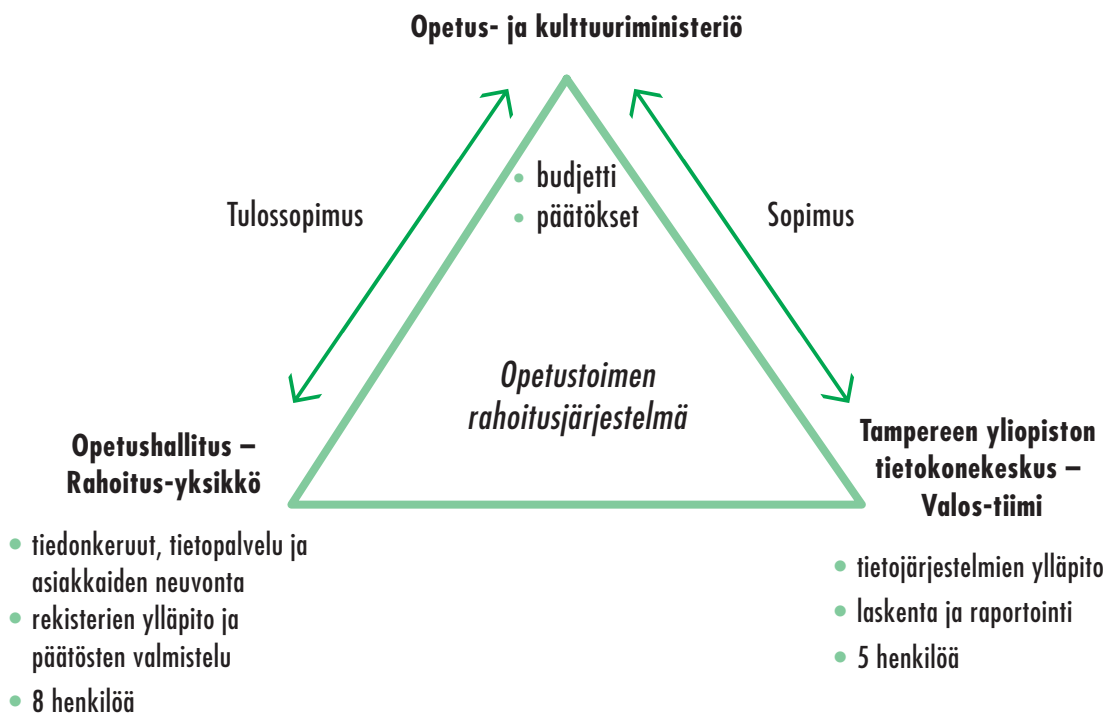 Opetus- ja kulttuuriministeriö
• budjetti
• päätökset
Tulossopimus
Sopimus
Opetustoimen
rahoitusjärjestelmä
Opetushallitus –
Rahoitus-yksikkö
• tiedonkeruut, tietopalvelu ja
asiakkaiden neuvonta
• rekisterien ylläpito ja
päätösten valmistelu
• 8 henkilöä
Tampereen yliopiston
tietokonekeskus –
Valos-tiimi
• tietojärjestelmien ylläpito
• laskenta ja raportointi
• 5 henkilöä